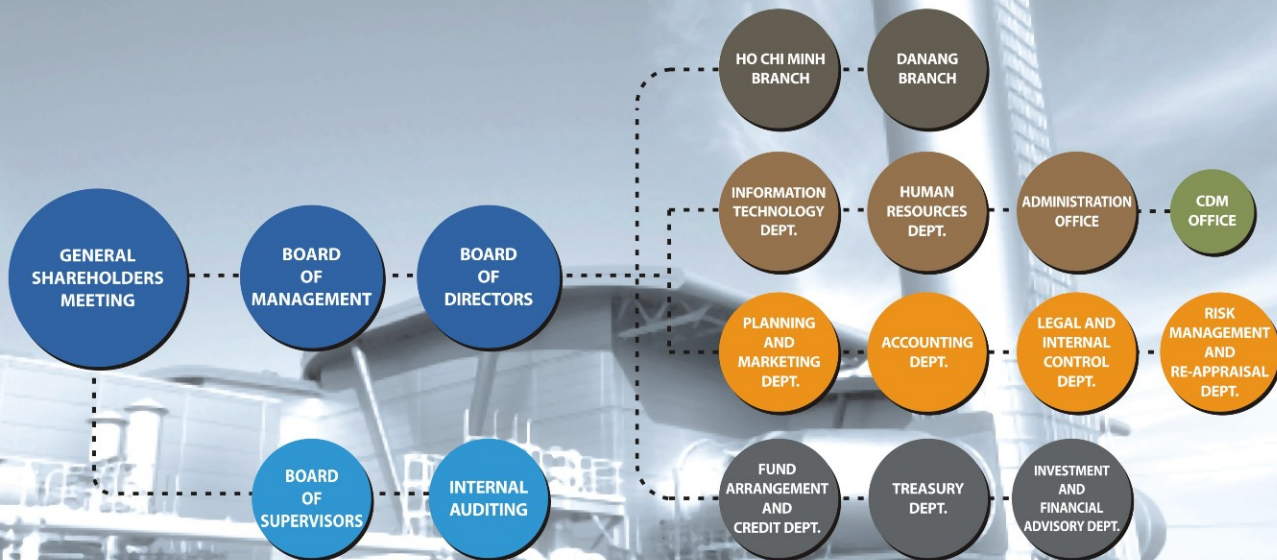 HO CHI MINH
BRANCH
DANANG
BRANCH
INFORMATION
TECHNOLOGY
DEPT.
HUMAN
RESOURCES
DEPT.
ADMINISTRATION
OFFICE
CDM
OFFICE
GENERAL
SHAREHOLDERS
MEETING
BOARD
OF
MANAGEMENT
BOARD
OF
DIRECTORS
PLANNING
AND
MARKETING
DEPT.
ACCOUNTING
DEPT.
LEGAL AND
INTERNAL
CONTROL
DEPT.
RISK
MANAGEMENT
AND
RE-APPRAISAL
DEPT.
BOARD
OF
SUPERVISORS
INTERNAL
AUDITING
FUND
ARRANGEMENT
AND
CREDIT DEPT.
TREASURY
DEPT.
INVESTMENT
AND
FINANCIAL
ADVISORY DEPT.